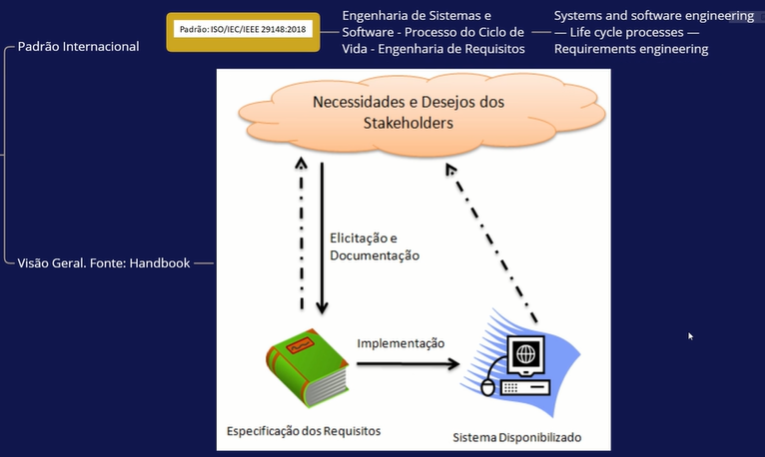 Padrão Internacional
Padrão: ISO/IEC/IEEE 29148:2018
Engenharia de Sistemas e
Software - Processo do Ciclo de
Vida - Engenharia de Requisitos
Systems and software engineering
— Life cycle processes —
Requirements engineering
Visão Geral. Fonte: Handbook
Necessidades e Desejos dos
Stakeholders
Elicitação e
Documentação
Implementação
Especificação dos Requisitos
Sistema Disponibilizado